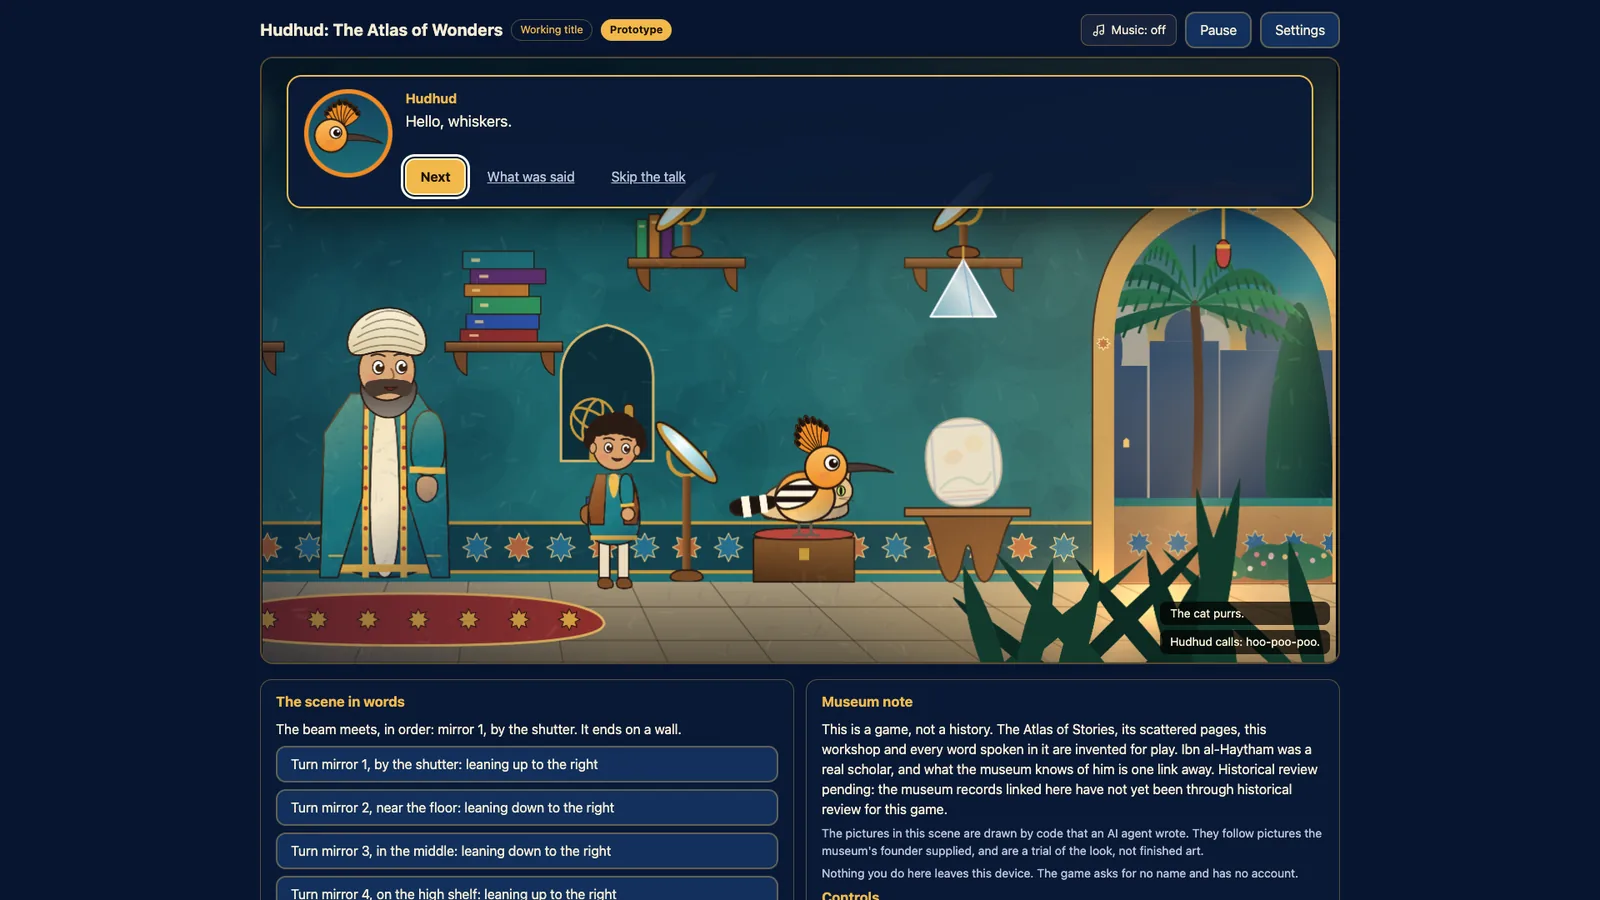 Hudhud: The Atlas of Wonders
Working title
Prototype
Music: off
Pause
Settings
Hudhud
Hello, whiskers.
Next
What was said
Skip the talk
The cat purrs.
Hudhud calls: hoo-poo-poo.
The scene in words
The beam meets, in order: mirror 1, by the shutter. It ends on a wall.
Turn mirror 1, by the shutter: leaning up to the right
Turn mirror 2, near the floor: leaning down to the right
Turn mirror 3, in the middle: leaning down to the right
Turn mirror 4, on the high shelf: leaning up to the right
Museum note
This is a game, not a history. The Atlas of Stories, its scattered pages, this
workshop and every word spoken in it are invented for play. Ibn al-Haytham was a
real scholar, and what the museum knows of him is one link away. Historical review
pending: the museum records linked here have not yet been through historical
review for this game.
The pictures in this scene are drawn by code that an AI agent wrote. They follow pictures the
museum's founder supplied, and are a trial of the look, not finished art.
Nothing you do here leaves this device. The game asks for no name and has no account.
Controls